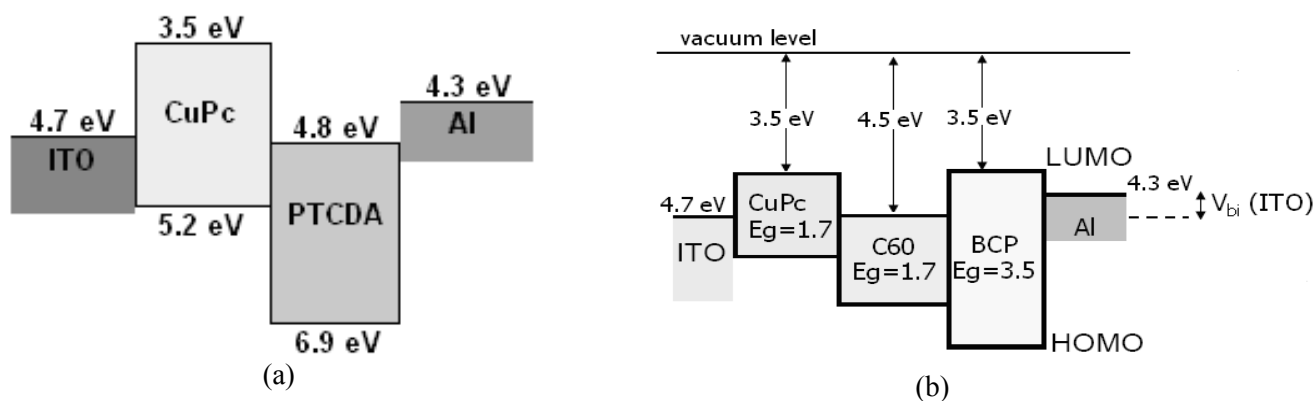 3.5 eV
CuPc
4.7 eV
ITO
5.2 eV
4.8 eV
PTCDA
6.9 eV
4.3 eV
Al
(a)
vacuum level
3.5 eV
4.5 eV
3.5 eV
LUMO
4.7 eV
ITO
CuPc
Eg=1.7
C60
Eg=1.7
BCP
Eg=3.5
4.3 eV
Al
Vbi (ITO)
HOMO
(b)